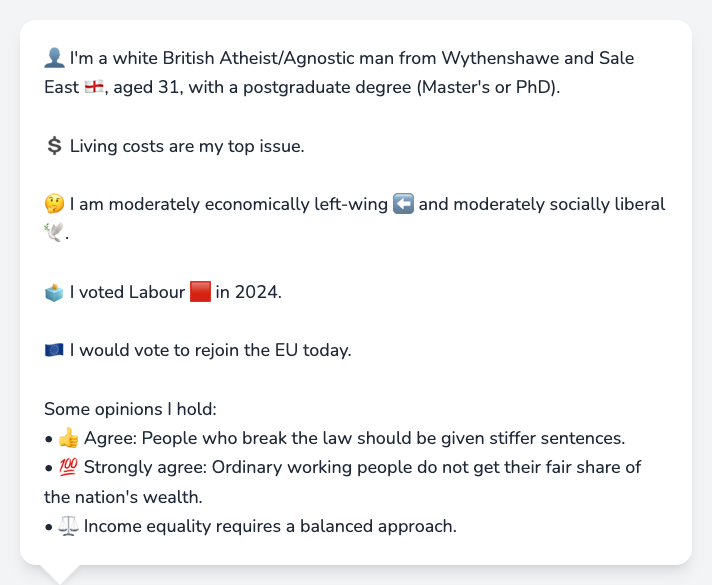 👤 I'm a white British Atheist/Agnostic man from Wythenshawe and Sale
East 🏴󠁧󠁢󠁥󠁮󠁧󠁿, aged 31, with a postgraduate degree (Master's or PhD).
💲 Living costs are my top issue.
🤔 I am moderately economically left-wing ⬅️ and moderately socially liberal
🕊️.
🗳️ I voted Labour 🟥 in 2024.
🇪🇺 I would vote to rejoin the EU today.
Some opinions I hold:
• 👍 Agree: People who break the law should be given stiffer sentences.
• 💯 Strongly agree: Ordinary working people do not get their fair share of
the nation's wealth.
• ⚖️ Income equality requires a balanced approach.